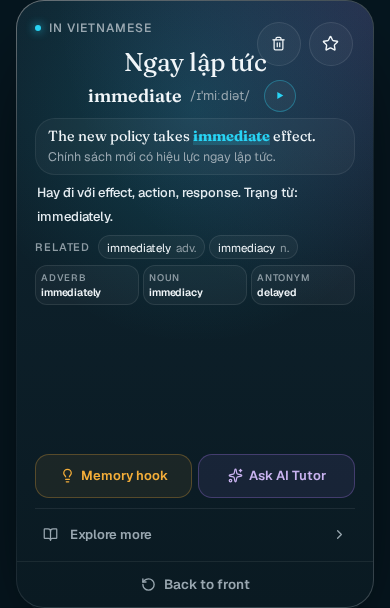 IN VIETNAMESE
Ngay lập tức
immediate /ɪˈmiːdiət/
The new policy takes immediate effect.
Chính sách mới có hiệu lực ngay lập tức.
Hay đi với effect, action, response. Trạng từ:
immediately.
RELATED immediately adv. immediacy n.
ADVERB NOUN ANTONYM
immediately immediacy delayed
Memory hook Ask AI Tutor
Explore more
Back to front